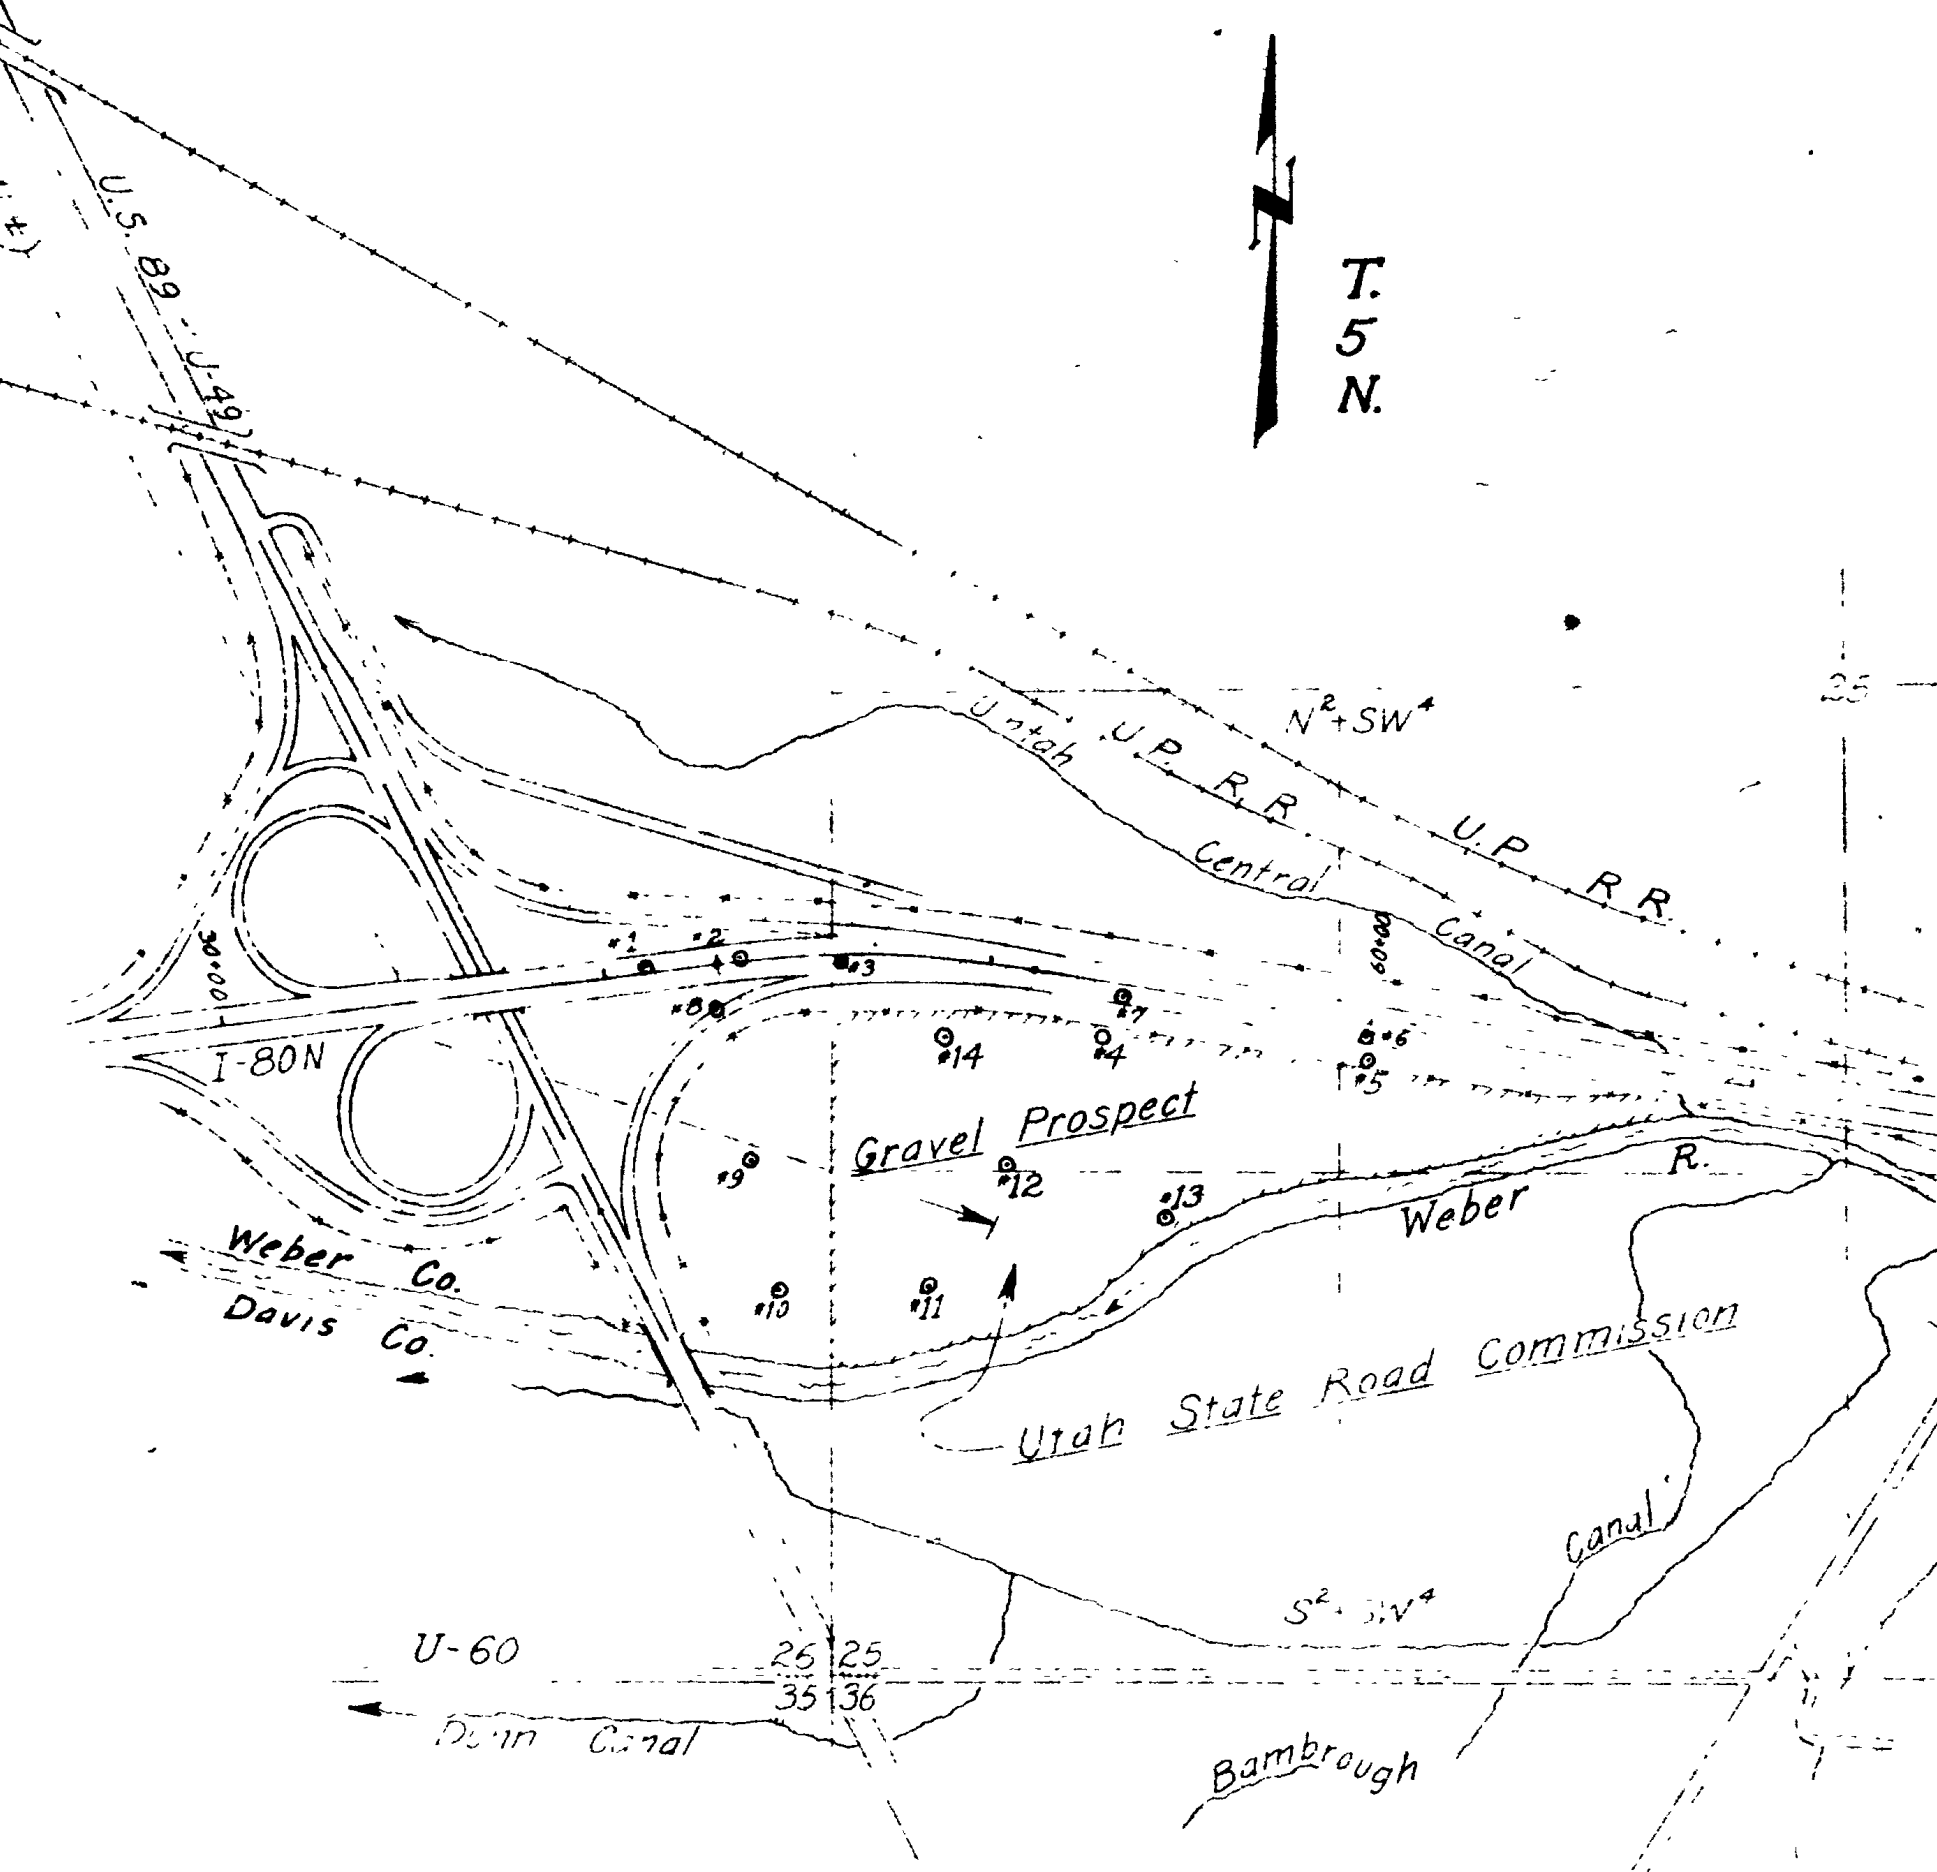 T.
5
N.
U.S. 89 - U-49
N²+SW⁴
25
Uintah
U.P. R.R.
U.P. R.R.
Central
Canal
60+00
30+00
#1
#2
#3
#8
#7
#14
#4
#6
#5
I-80N
Gravel Prospect
#9
#12
#13
R.
Weber
Weber Co.
Davis Co.
#10
#11
Utah State Road Commission
Canal
U-60
26 25
35 36
Canal
Bambrough